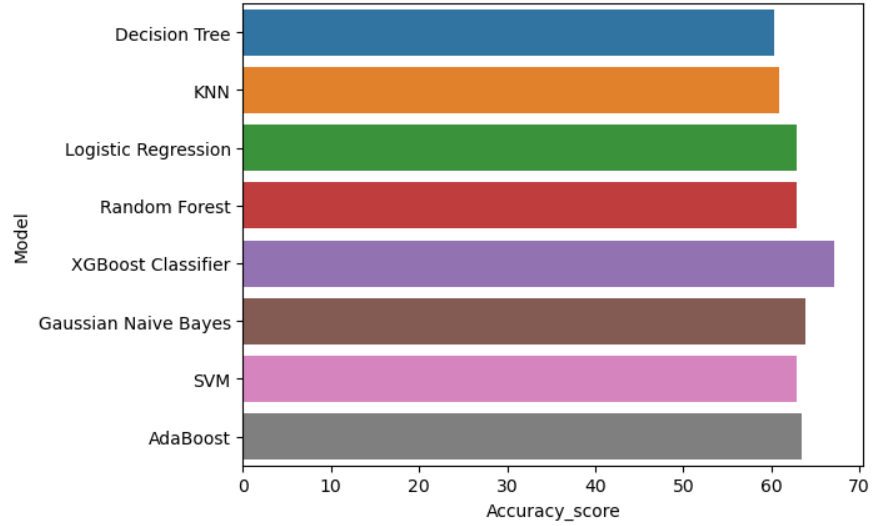 Decision Tree
KNN
Logistic Regression
Random Forest
XGBoost Classifier
Gaussian Naive Bayes
SVM
AdaBoost
Model
0 10 20 30 40 50 60 70
Accuracy_score